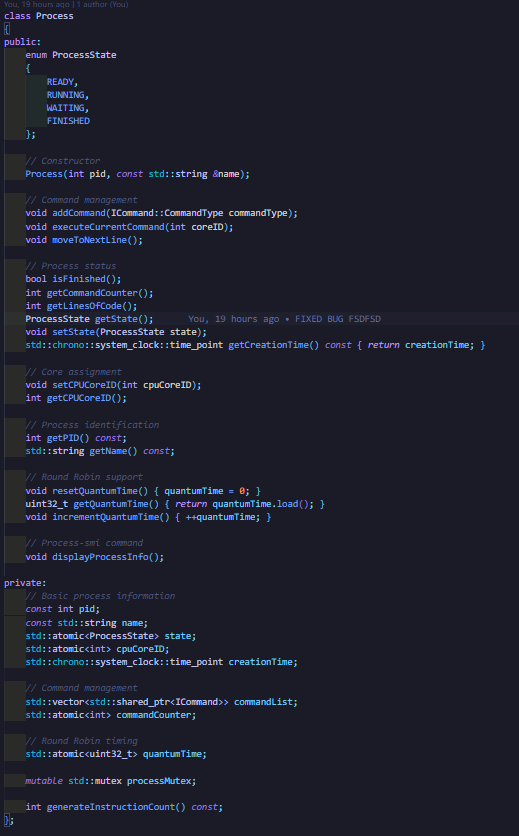 You, 19 hours ago | 1 author (You)
class Process
{
public:
    enum ProcessState
    {
        READY,
        RUNNING,
        WAITING,
        FINISHED
    };
    // Constructor
    Process(int pid, const std::string &name);
    // Command management
    void addCommand(ICommand::CommandType commandType);
    void executeCurrentCommand(int coreID);
    void moveToNextLine();
    // Process status
    bool isFinished();
    int getCommandCounter();
    int getLinesOfCode();
    ProcessState getState();    You, 19 hours ago • FIXED BUG FSDFSD
    void setState(ProcessState state);
    std::chrono::system_clock::time_point getCreationTime() const { return creationTime; }
    // Core assignment
    void setCPUCoreID(int cpuCoreID);
    int getCPUCoreID();
    // Process identification
    int getPID() const;
    std::string getName() const;
    // Round Robin support
    void resetQuantumTime() { quantumTime = 0; }
    uint32_t getQuantumTime() { return quantumTime.load(); }
    void incrementQuantumTime() { ++quantumTime; }
    // Process-smi command
    void displayProcessInfo();
private:
    // Basic process information
    const int pid;
    const std::string name;
    std::atomic<ProcessState> state;
    std::atomic<int> cpuCoreID;
    std::chrono::system_clock::time_point creationTime;
    // Command management
    std::vector<std::shared_ptr<ICommand>> commandList;
    std::atomic<int> commandCounter;
    // Round Robin timing
    std::atomic<uint32_t> quantumTime;
    mutable std::mutex processMutex;
    int generateInstructionCount() const;
};